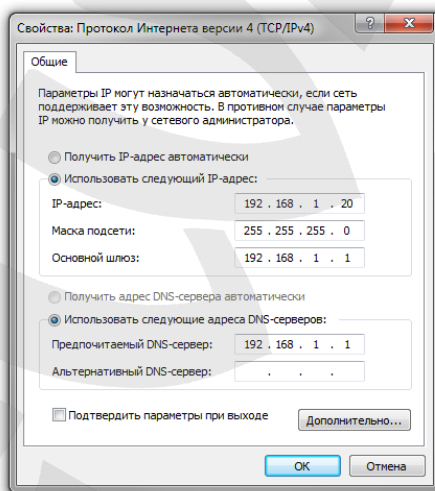 Свойства: Протокол Интернета версии 4 (TCP/IPv4)
Общие
Параметры IP могут назначаться автоматически, если сеть
поддерживает эту возможность. В противном случае параметры
IP можно получить у сетевого администратора.
Получить IP-адрес автоматически
Использовать следующий IP-адрес:
IP-адрес: 192 . 168 . 1 . 20
Маска подсети: 255 . 255 . 255 . 0
Основной шлюз: 192 . 168 . 1 . 1
Получить адрес DNS-сервера автоматически
Использовать следующие адреса DNS-серверов:
Предпочитаемый DNS-сервер: 192 . 168 . 1 . 1
Альтернативный DNS-сервер: . . .
Подтвердить параметры при выходе
Дополнительно...
OK Отмена